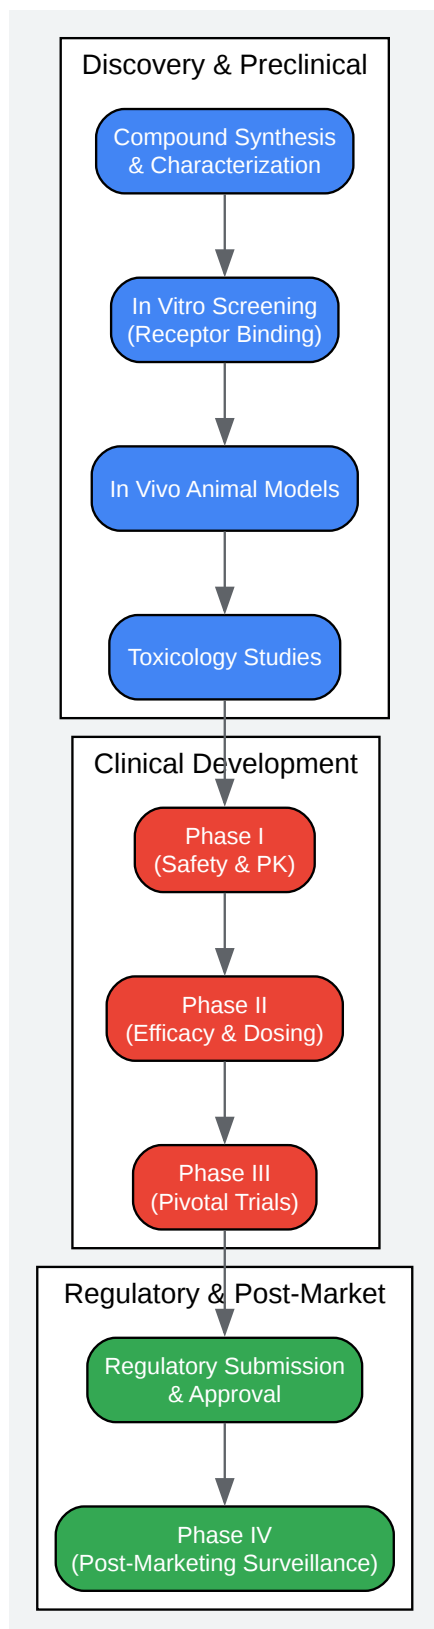 Discovery & Preclinical
Compound Synthesis
& Characterization
In Vitro Screening
(Receptor Binding)
In Vivo Animal Models
Toxicology Studies
Clinical Development
Phase I
(Safety & PK)
Phase II
(Efficacy & Dosing)
Phase III
(Pivotal Trials)
Regulatory & Post-Market
Regulatory Submission
& Approval
Phase IV
(Post-Marketing Surveillance)